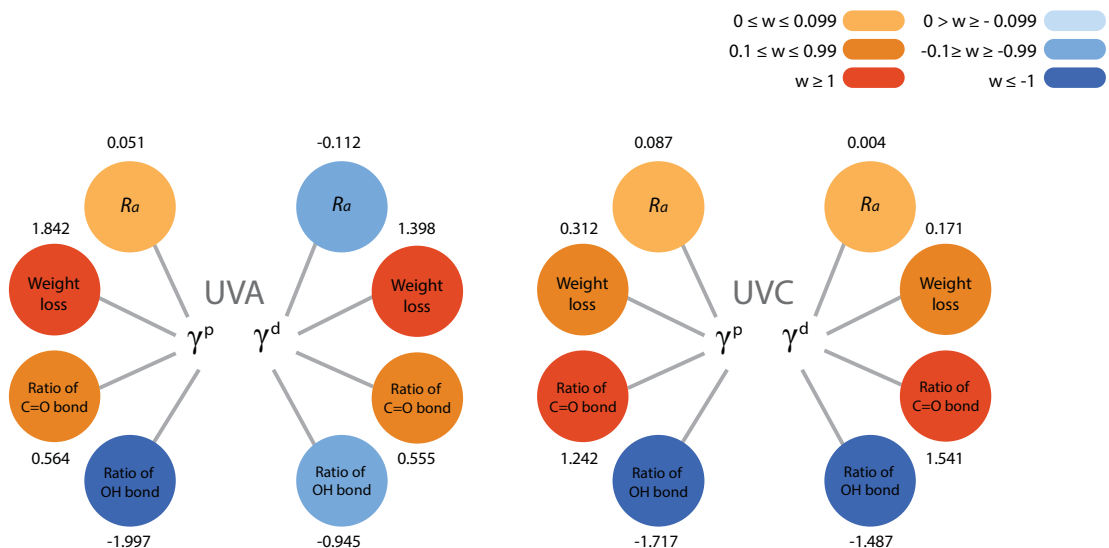 0 ≤ w ≤ 0.099
0 > w ≥ - 0.099
0.1 ≤ w ≤ 0.99
-0.1≥ w ≥ -0.99
w ≥ 1
w ≤ -1
0.051
-0.112
0.087
0.004
Ra
Ra
Ra
Ra
1.842
1.398
0.312
0.171
Weight
loss
Weight
loss
Weight
loss
Weight
loss
UVA
UVC
γp
γd
γp
γd
Ratio of
C=O bond
Ratio of
C=O bond
Ratio of
C=O bond
Ratio of
C=O bond
0.564
0.555
1.242
1.541
Ratio of
OH bond
Ratio of
OH bond
Ratio of
OH bond
Ratio of
OH bond
-1.997
-0.945
-1.717
-1.487